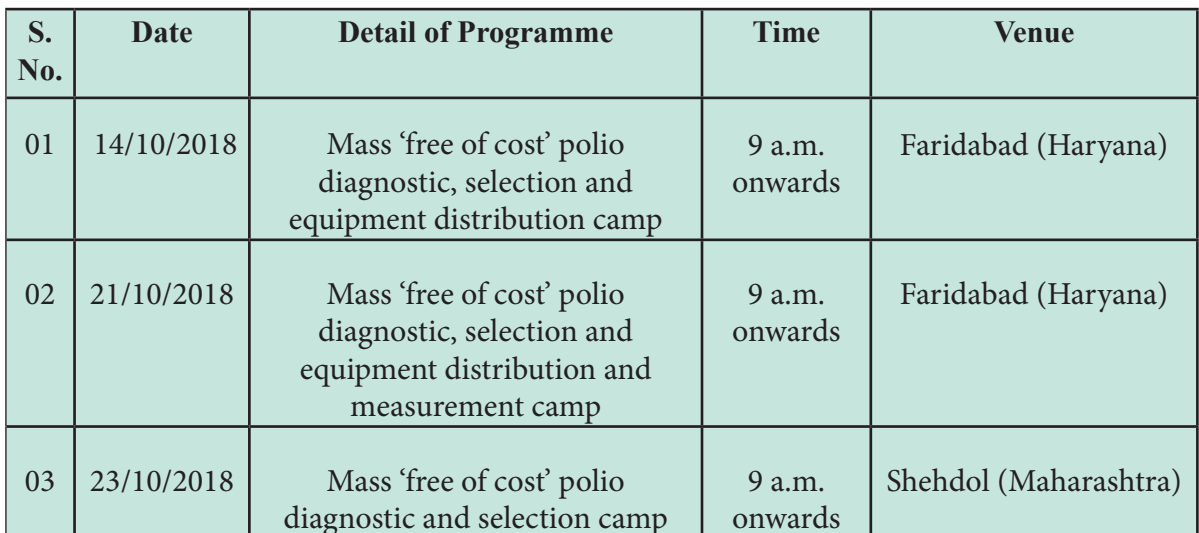 S. No. Date Detail of Programme Time Venue
01 14/10/2018 Mass ‘free of cost’ polio 9 a.m. Faridabad (Haryana)
diagnostic, selection and onwards
equipment distribution camp
02 21/10/2018 Mass ‘free of cost’ polio 9 a.m. Faridabad (Haryana)
diagnostic, selection and onwards
equipment distribution and
measurement camp
03 23/10/2018 Mass ‘free of cost’ polio 9 a.m. Shehdol (Maharashtra)
diagnostic and selection camp onwards